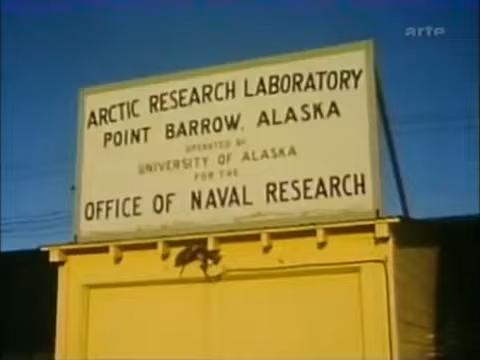 arte
ARCTIC RESEARCH LABORATORY
POINT BARROW, ALASKA
OPERATED BY
UNIVERSITY OF ALASKA
FOR THE
OFFICE OF NAVAL RESEARCH